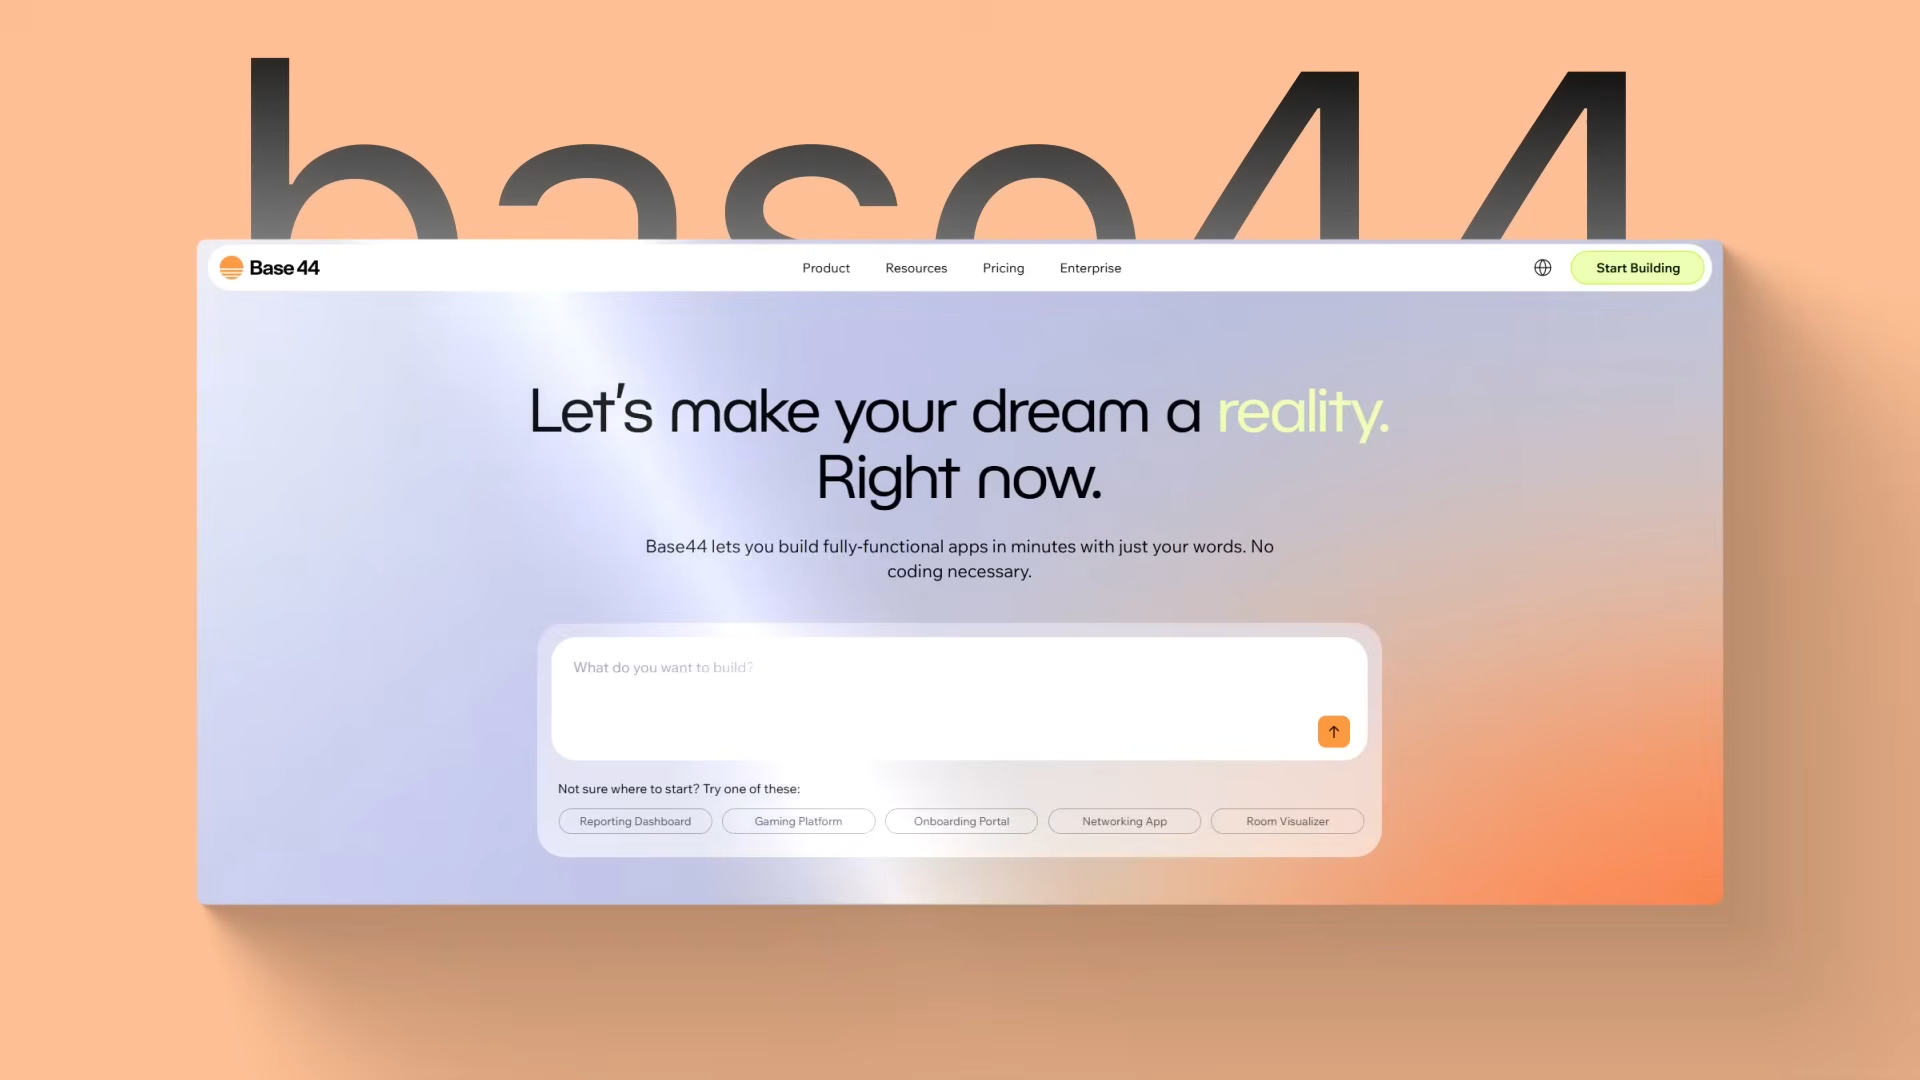 base44
Base 44
Product
Resources
Pricing
Enterprise
Start Building
Let's make your dream a reality.
Right now.
Base44 lets you build fully-functional apps in minutes with just your words. No
coding necessary.
What do you want to build?
Not sure where to start? Try one of these:
Reporting Dashboard
Gaming Platform
Onboarding Portal
Networking App
Room Visualizer